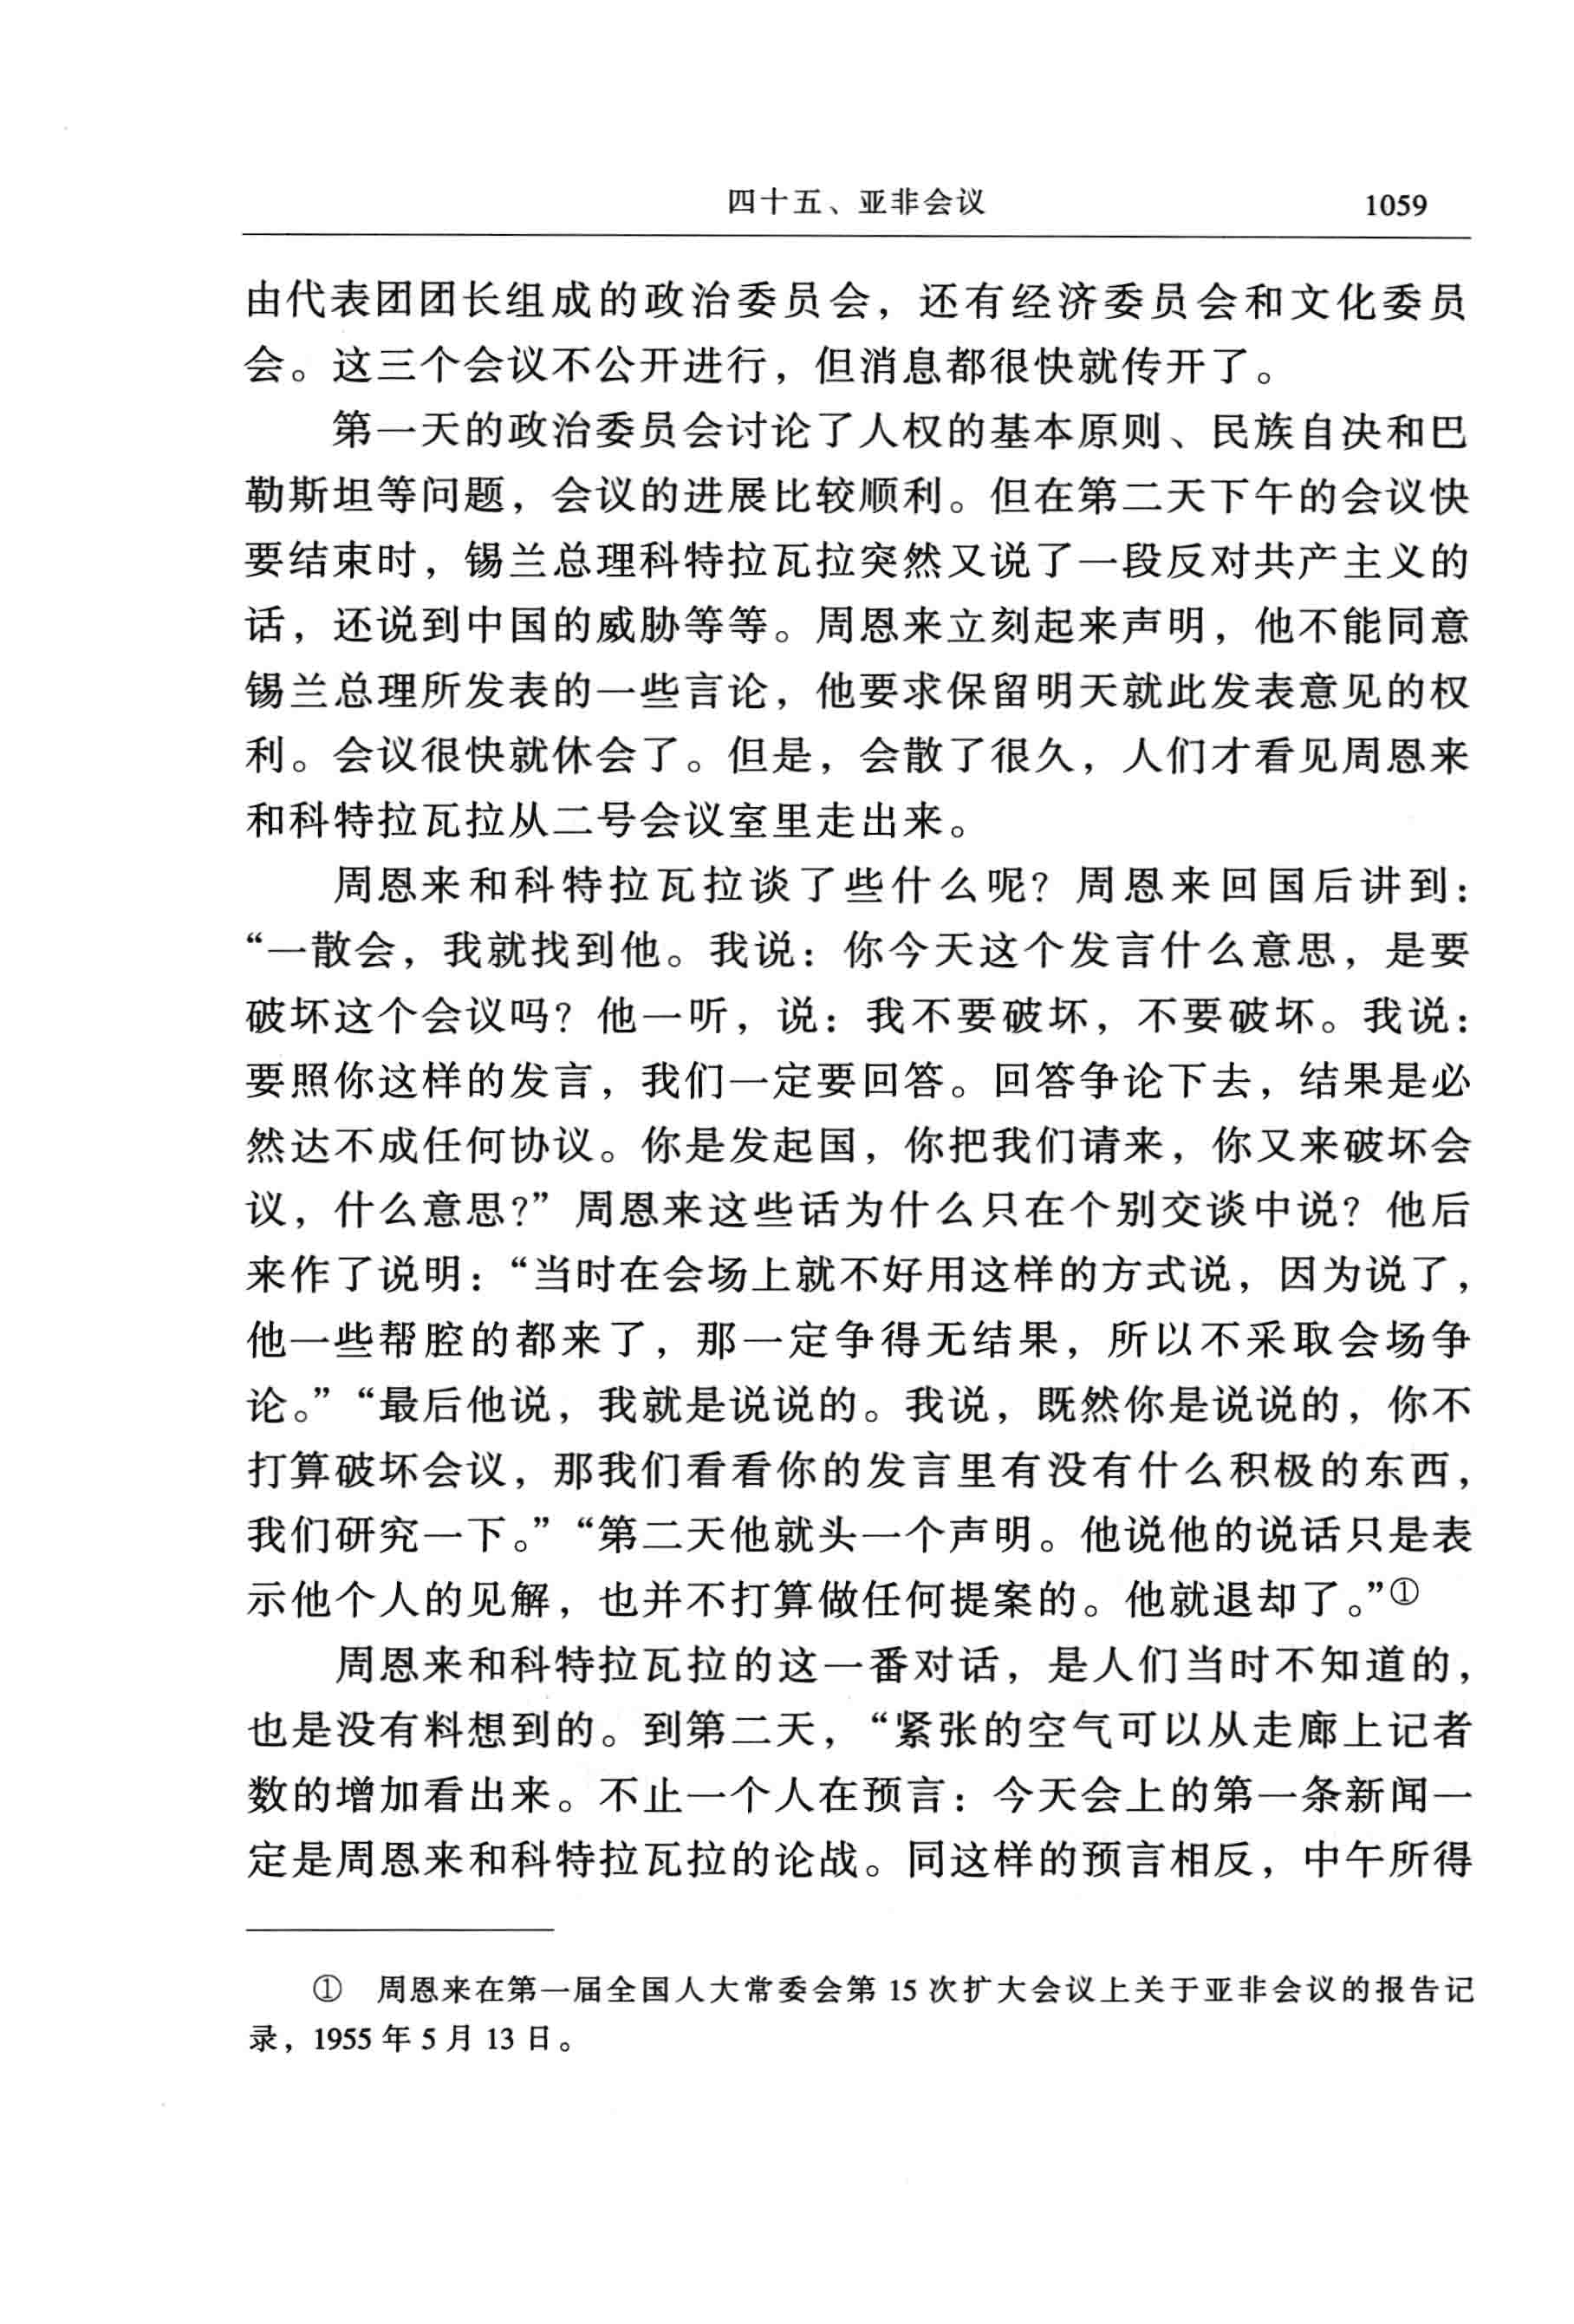 四十五、亚非会议 1059
由代表团团长组成的政治委员会，还有经济委员会和文化委员
会。这三个会议不公开进行，但消息都很快就传开了。
第一天的政治委员会讨论了人权的基本原则、民族自决和巴
勒斯坦等问题，会议的进展比较顺利。但在第二天下午的会议快
要结束时，锡兰总理科特拉瓦拉突然又说了一段反对共产主义的
话，还说到中国的威胁等等。周恩来立刻起来声明，他不能同意
锡兰总理所发表的一些言论，他要求保留明天就此发表意见的权
利。会议很快就休会了。但是，会散了很久，人们才看见周恩来
和科特拉瓦拉从二号会议室里走出来。
周恩来和科特拉瓦拉谈了些什么呢？周恩来回国后讲到：
“一散会，我就找到他。我说：你今天这个发言什么意思，是要
破坏这个会议吗？他一听，说：我不要破坏，不要破坏。我说：
要照你这样的发言，我们一定要回答。回答争论下去，结果是必
然达不成任何协议。你是发起国，你把我们请来，你又来破坏会
议，什么意思？”周恩来这些话为什么只在个别交谈中说？他后
来作了说明：“当时在会场上就不好用这样的方式说，因为说了，
他一些帮腔的都来了，那一定争得无结果，所以不采取会场争
论。”“最后他说，我就是说说的。我说，既然你是说说的，你不
打算破坏会议，那我们看看你的发言里有没有什么积极的东西，
我们研究一下。”“第二天他就头一个声明。他说他的说话只是表
示他个人的见解，也并不打算做任何提案的。他就退却了。”①
周恩来和科特拉瓦拉的这一番对话，是人们当时不知道的，
也是没有料想到的。到第二天，“紧张的空气可以从走廊上记者
数的增加看出来。不止一个人在预言：今天会上的第一条新闻一
定是周恩来和科特拉瓦拉的论战。同这样的预言相反，中午所得
① 周恩来在第一届全国人大常委会第 15 次扩大会议上关于亚非会议的报告记
录，1955 年 5 月 13 日。